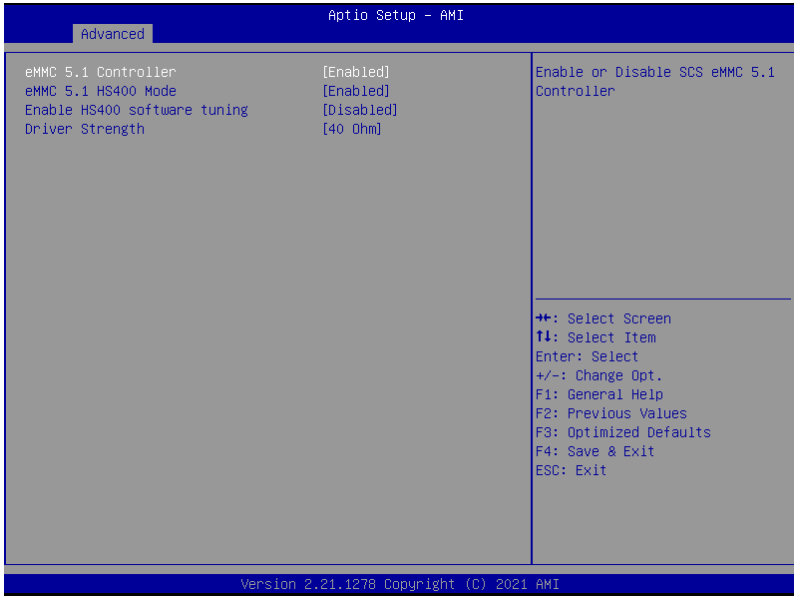 Aptio Setup – AMI
Advanced
eMMC 5.1 Controller [Enabled]
eMMC 5.1 HS400 Mode [Enabled]
Enable HS400 software tuning [Disabled]
Driver Strength [40 Ohm]
Enable or Disable SCS eMMC 5.1
Controller
→←: Select Screen
↑↓: Select Item
Enter: Select
+/-: Change Opt.
F1: General Help
F2: Previous Values
F3: Optimized Defaults
F4: Save & Exit
ESC: Exit
Version 2.21.1278 Copyright (C) 2021 AMI